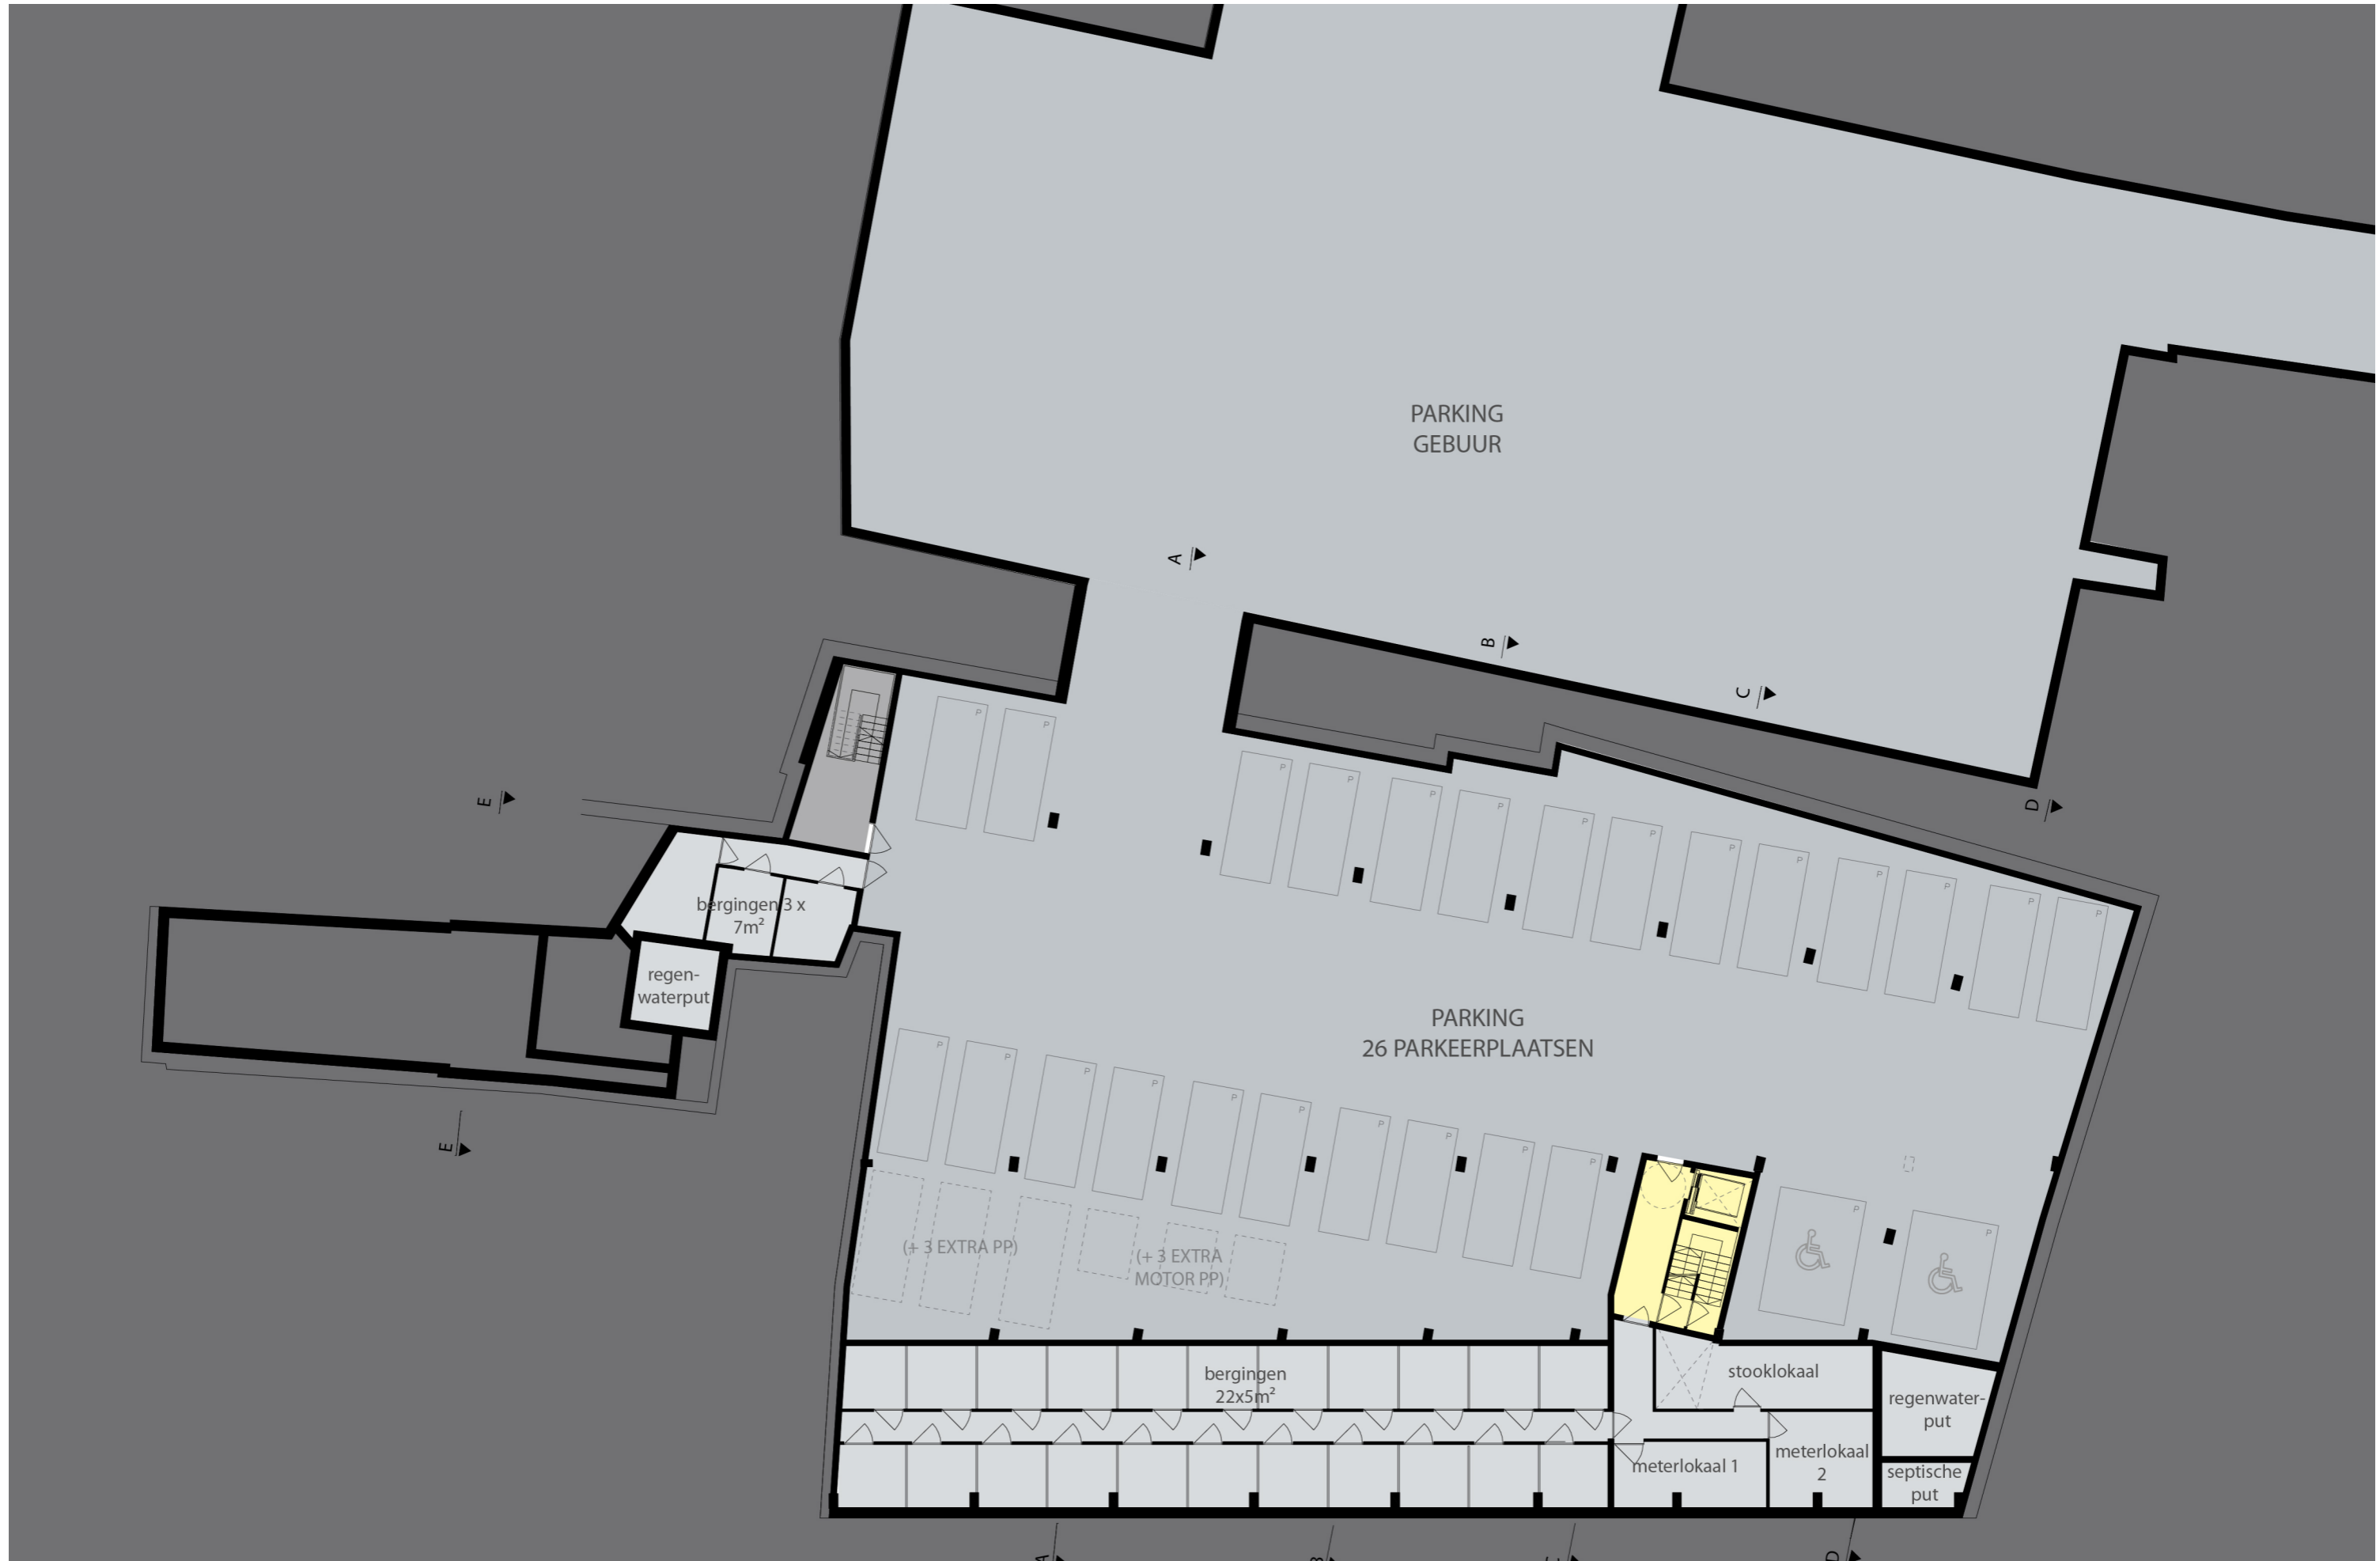 PARKING
GEBUUR
A
B
C
D
E
P P
P P P P P P P P P P P P
bergingen 3 x
7m²
regen-
waterput
PARKING
26 PARKEERPLAATSEN
P P P P P P P P P P
E
P P
(+ 3 EXTRA PP)
(+ 3 EXTRA
MOTOR PP)
bergingen
22x5m²
stooklokaal
regenwater-
put
meterlokaal 1
meterlokaal
2
septische
put
A
B
D